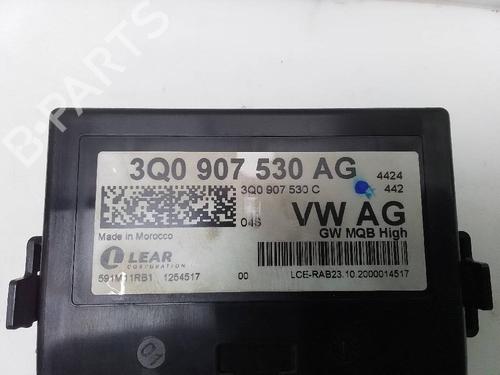 B-PARTS
3Q0 907 530 AG
4424
3Q0 907 530 C
442
04S
VW AG
Made in Morocco
GW MQB High
LEAR
CORPORATION
591M11RB1 1254517 00 LCE-RAB23.10.2000014517